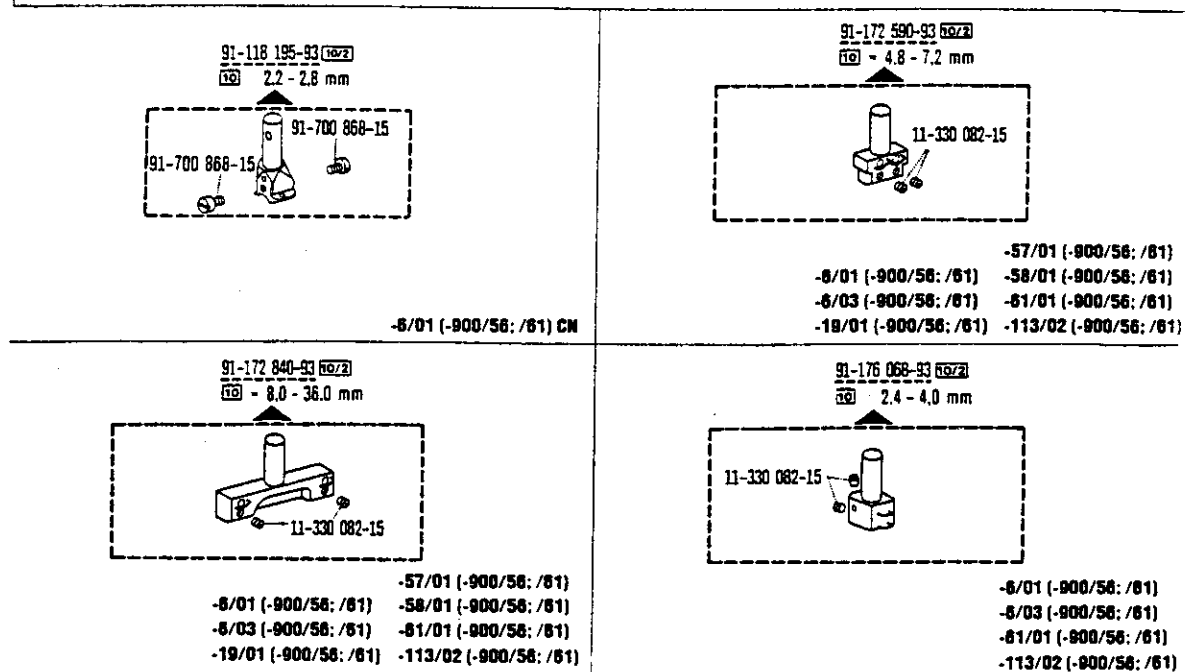 91-118 195-93 10/2
10 2,2 - 2,8 mm
91-700 868-15
91-700 868-15
-6/01 (-900/56; /61) CN
91-172 590-93 10/2
10 - 4,8 - 7,2 mm
11-330 082-15
-57/01 (-900/56; /61)
-6/01 (-900/56; /61) -58/01 (-900/56; /61)
-6/03 (-900/56; /61) -61/01 (-900/56; /61)
-19/01 (-900/56; /61) -113/02 (-900/56; /61)
91-172 840-93 10/2
10 - 8,0 - 36,0 mm
11-330 082-15
-57/01 (-900/56; /61)
-6/01 (-900/56; /61) -58/01 (-900/56; /61)
-6/03 (-900/56; /61) -61/01 (-900/56; /61)
-19/01 (-900/56; /61) -113/02 (-900/56; /61)
91-176 068-93 10/2
10 2,4 - 4,0 mm
11-330 082-15
-6/01 (-900/56; /61)
-6/03 (-900/56; /61)
-61/01 (-900/56; /61)
-113/02 (-900/56; /61)